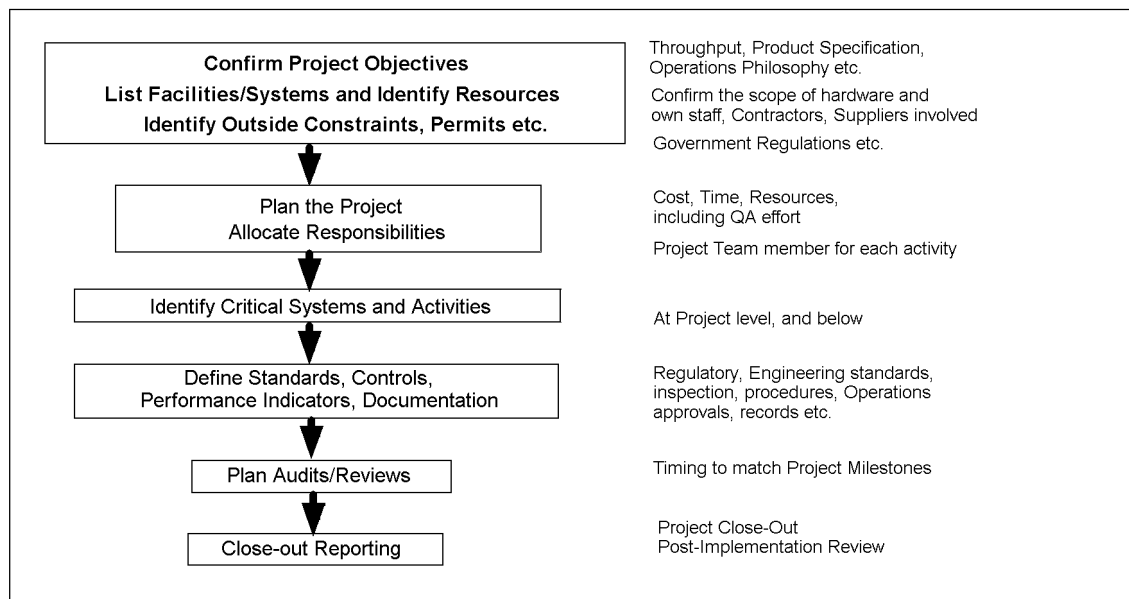 Confirm Project Objectives
List Facilities/Systems and Identify Resources
Identify Outside Constraints, Permits etc.
Throughput, Product Specification,
Operations Philosophy etc.
Confirm the scope of hardware and
own staff, Contractors, Suppliers involved
Government Regulations etc.
Plan the Project
Allocate Responsibilities
Cost, Time, Resources,
including QA effort
Project Team member for each activity
Identify Critical Systems and Activities
At Project level, and below
Define Standards, Controls,
Performance Indicators, Documentation
Regulatory, Engineering standards,
inspection, procedures, Operations
approvals, records etc.
Plan Audits/Reviews
Timing to match Project Milestones
Close-out Reporting
Project Close-Out
Post-Implementation Review